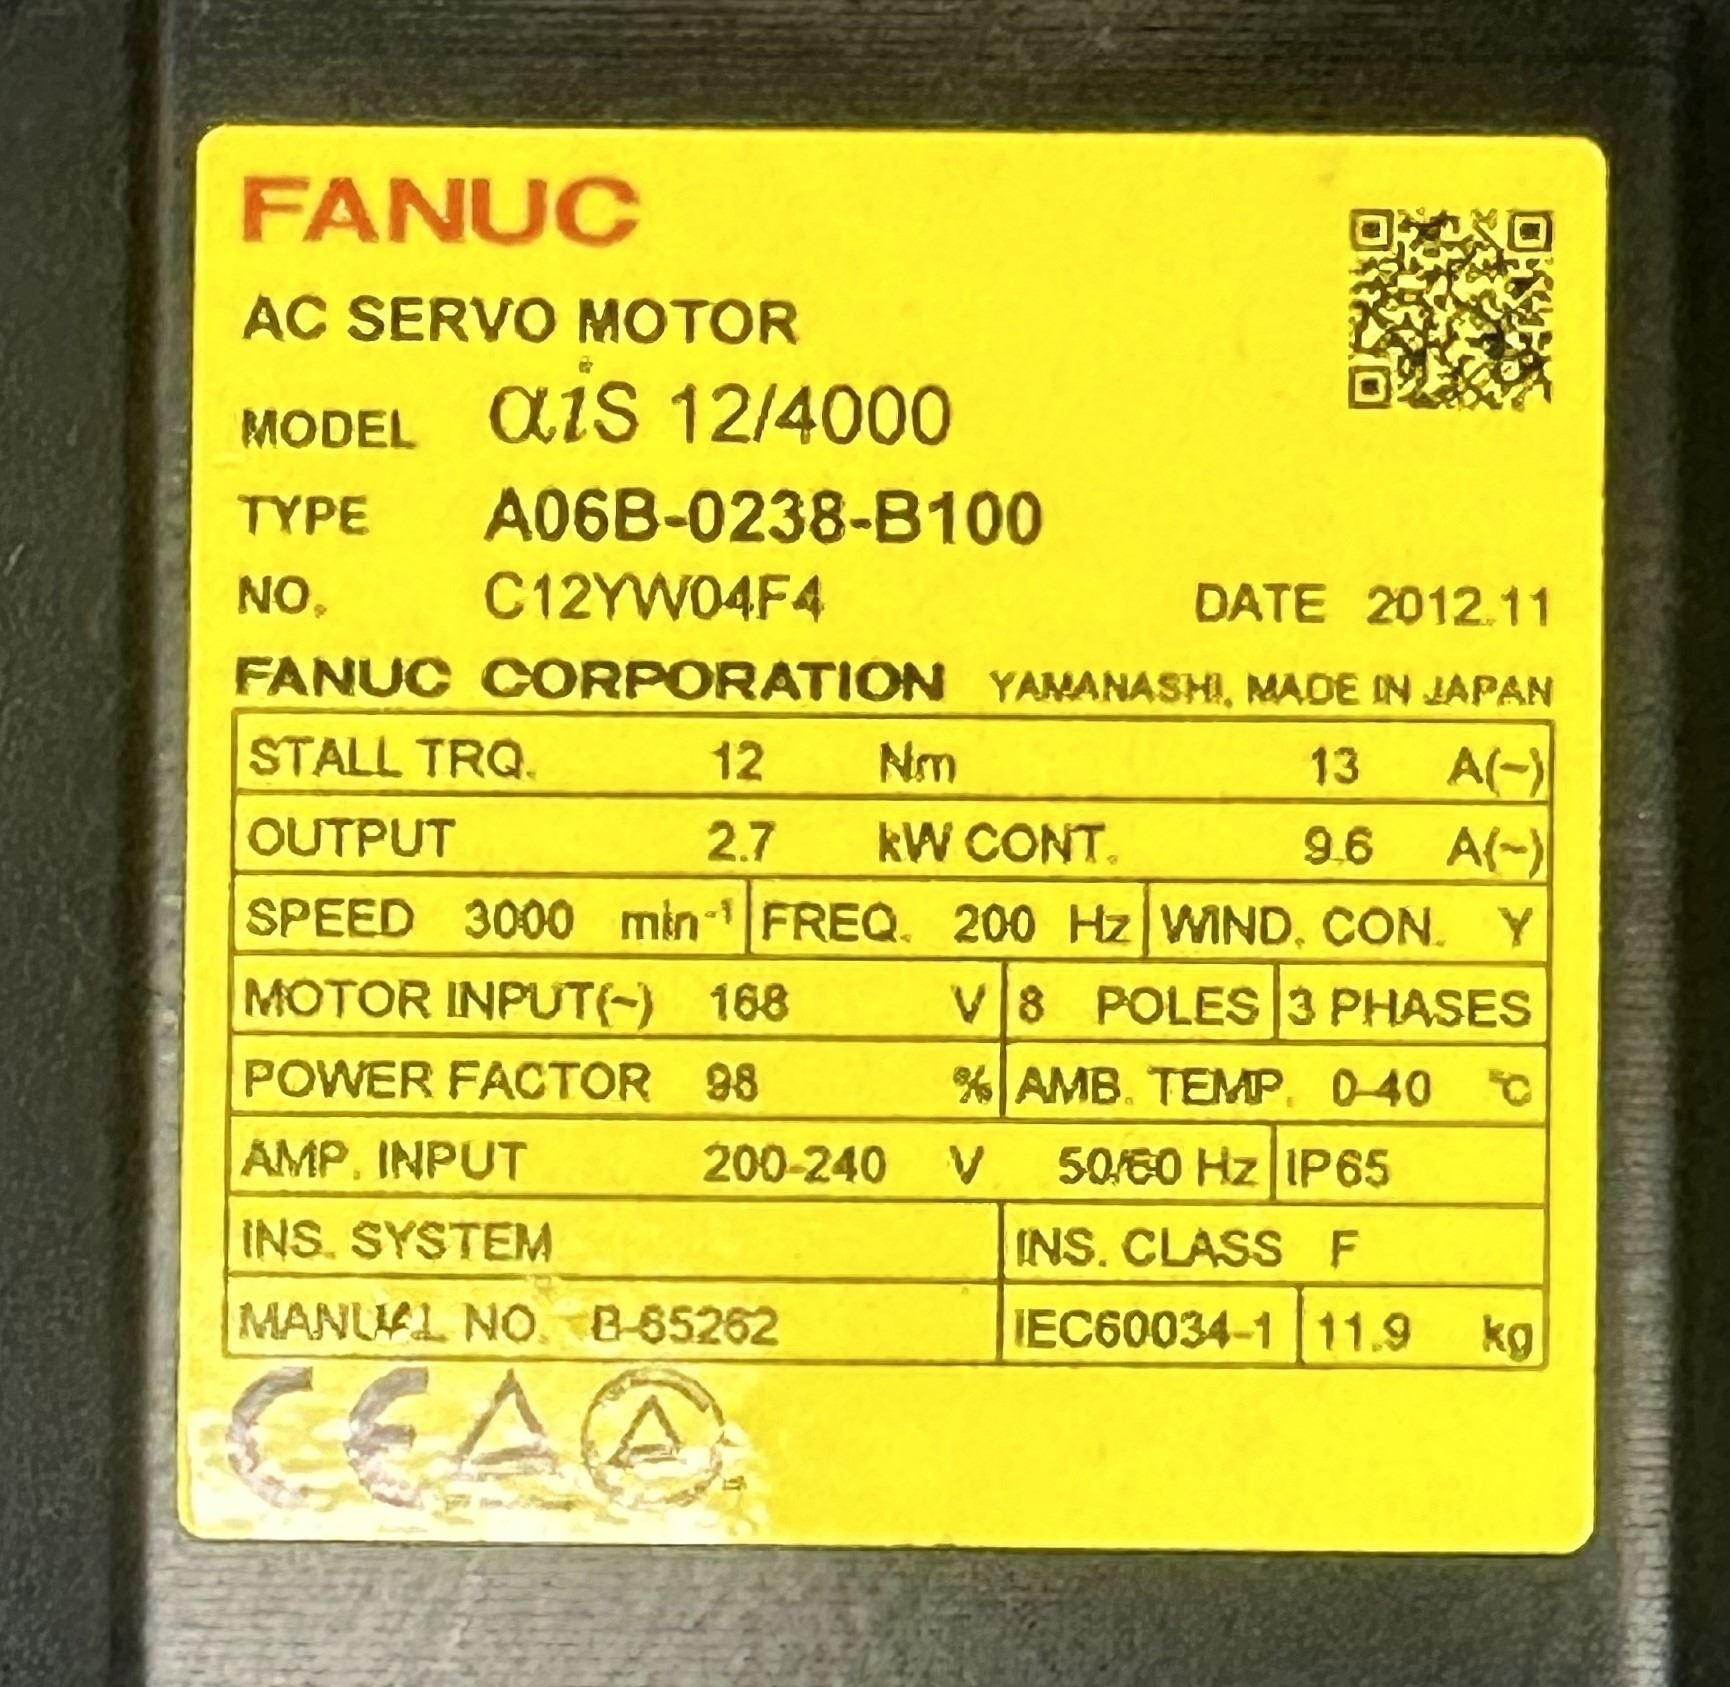 FANUC
AC SERVO MOTOR
MODEL αiS 12/4000
TYPE A06B-0238-B100
NO. C12YW04F4 DATE 2012.11
FANUC CORPORATION YAMANASHI, MADE IN JAPAN
STALL TRQ. 12 Nm 13 A(~)
OUTPUT 2.7 kW CONT. 9.6 A(~)
SPEED 3000 min⁻¹ FREQ. 200 Hz WIND. CON. Y
MOTOR INPUT(~) 168 V 8 POLES 3 PHASES
POWER FACTOR 98 % AMB. TEMP. 0-40 °C
AMP. INPUT 200-240 V 50/60 Hz IP65
INS. SYSTEM INS. CLASS F
MANUAL NO. B-65262 IEC60034-1 11.9 kg
CE